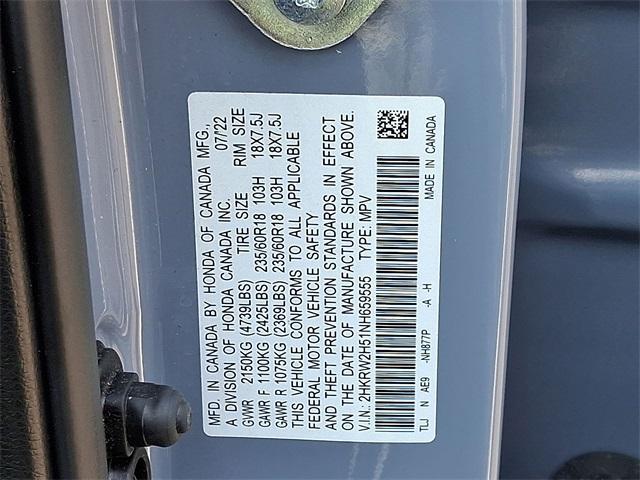 MFD. IN CANADA BY HONDA OF CANADA MFG.,
A DIVISION OF HONDA CANADA INC. 07/22
GVWR 2150KG (4739LBS) TIRE SIZE RIM SIZE
GAWR F 1100KG (2425LBS) 235/60R18 103H 18X7.5J
GAWR R 1075KG (2369LBS) 235/60R18 103H 18X7.5J
THIS VEHICLE CONFORMS TO ALL APPLICABLE
FEDERAL MOTOR VEHICLE SAFETY
AND THEFT PREVENTION STANDARDS IN EFFECT
ON THE DATE OF MANUFACTURE SHOWN ABOVE.
V.I.N. 2HKRW2H51NH659555 TYPE: MPV
TLJ N AE9 -NH877P -A -H MADE IN CANADA